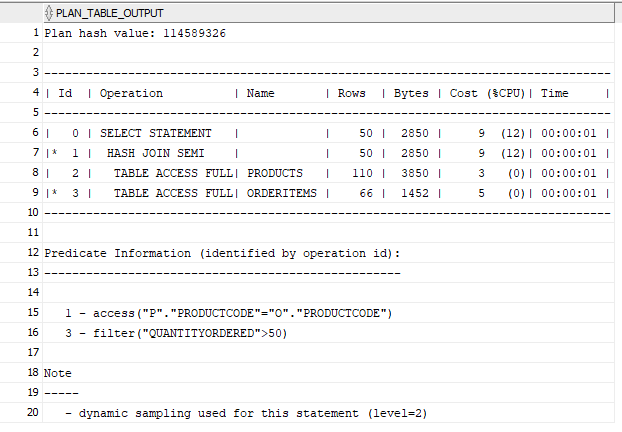 PLAN_TABLE_OUTPUT
1 Plan hash value: 114589326
2
3 --------------------------------------------------------------------------------
4 | Id  | Operation          | Name       | Rows  | Bytes | Cost (%CPU)| Time     |
5 --------------------------------------------------------------------------------
6 |   0 | SELECT STATEMENT   |            |    50 |  2850 |     9  (12)| 00:00:01 |
7 |*  1 |  HASH JOIN SEMI    |            |    50 |  2850 |     9  (12)| 00:00:01 |
8 |   2 |   TABLE ACCESS FULL| PRODUCTS   |   110 |  3850 |     3   (0)| 00:00:01 |
9 |*  3 |   TABLE ACCESS FULL| ORDERITEMS |    66 |  1452 |     5   (0)| 00:00:01 |
10 --------------------------------------------------------------------------------
11
12 Predicate Information (identified by operation id):
13 ---------------------------------------------------
14
15    1 - access("P"."PRODUCTCODE"="O"."PRODUCTCODE")
16    3 - filter("QUANTITYORDERED">50)
17
18 Note
19 -----
20    - dynamic sampling used for this statement (level=2)